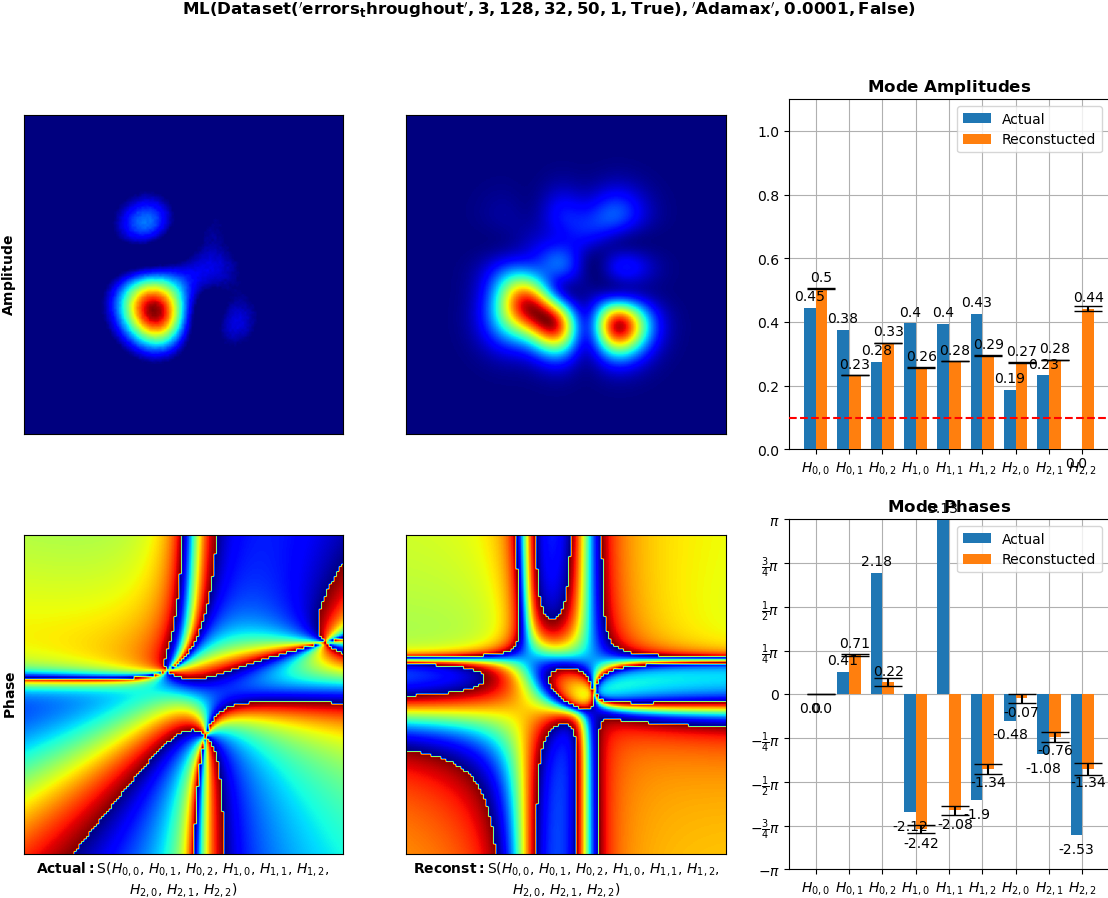 ML(Dataset('errors_throughout', 3, 128, 32, 50, 1, True), 'Adamax', 0.0001, False)
Amplitude
Mode Amplitudes
Actual
Reconstucted
1.0
0.8
0.6
0.4
0.2
0.0
0.45
0.5
0.38
0.23
0.28
0.33
0.4
0.26
0.4
0.28
0.43
0.29
0.19
0.27
0.23
0.28
0.0
0.44
H0,0 H0,1 H0,2 H1,0 H1,1 H1,2 H2,0 H2,1 H2,2
Phase
Actual:S(H0,0, H0,1, H0,2, H1,0, H1,1, H1,2,
H2,0, H2,1, H2,2)
Reconst:S(H0,0, H0,1, H0,2, H1,0, H1,1, H1,2,
H2,0, H2,1, H2,2)
Mode Phases
Actual
Reconstucted
π
3/4π
1/2π
1/4π
0
−1/4π
−1/2π
−3/4π
−π
0.0
0.0
0.71
2.18
0.22
-2.42
-2.08
-1.9
-1.34
-0.48
-0.07
-1.08
-0.76
-2.53
-1.34
H0,0 H0,1 H0,2 H1,0 H1,1 H1,2 H2,0 H2,1 H2,2